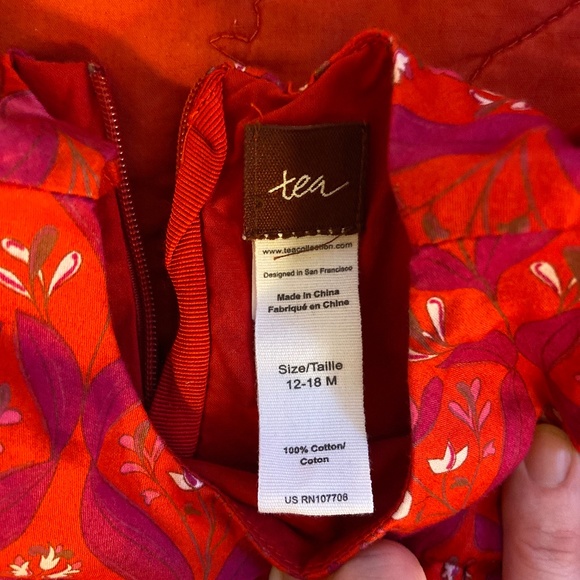 tea
www.teacollection.com
Designed in San Francisco
Made in China
Fabriqué en Chine
Size/Taille
12-18 M
100% Cotton/
Coton
US RN107708